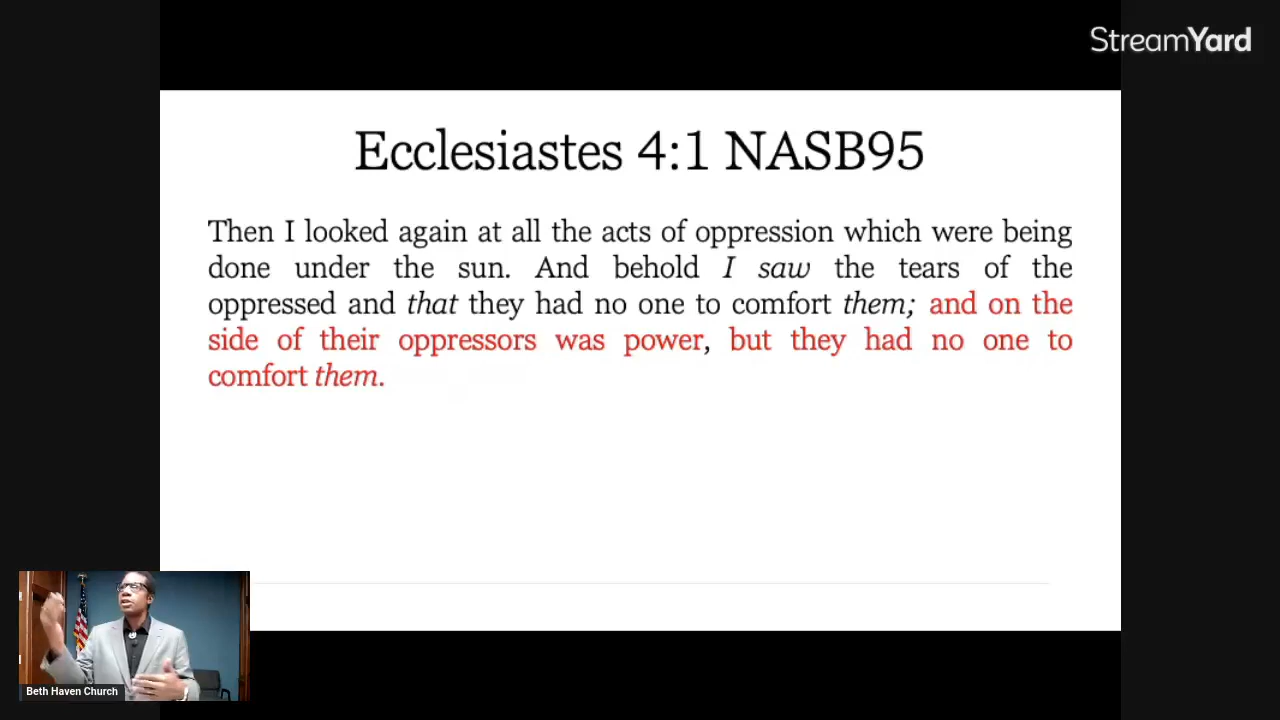 StreamYard
Ecclesiastes 4:1 NASB95
Then I looked again at all the acts of oppression which were being
done under the sun. And behold I saw the tears of the
oppressed and that they had no one to comfort them; and on the
side of their oppressors was power, but they had no one to
comfort them.
Beth Haven Church